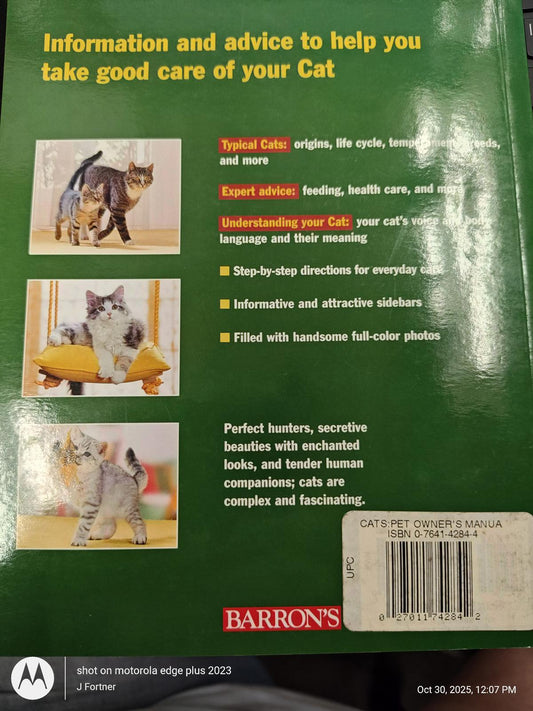 Information and advice to help you
take good care of your Cat
Typical Cats: origins, life cycle, temperament, breeds,
and more
Expert advice: feeding, health care, and more
Understanding your Cat: your cat's voice and body
language and their meaning
Step-by-step directions for everyday care
Informative and attractive sidebars
Filled with handsome full-color photos
Perfect hunters, secretive
beauties with enchanted
looks, and tender human
companions; cats are
complex and fascinating.
CATS:PET OWNER'S MANUA
ISBN 0-7641-4284-4
UPC
0 27011 74284 2
BARRON'S
shot on motorola edge plus 2023
J Fortner
Oct 30, 2025, 12:07 PM